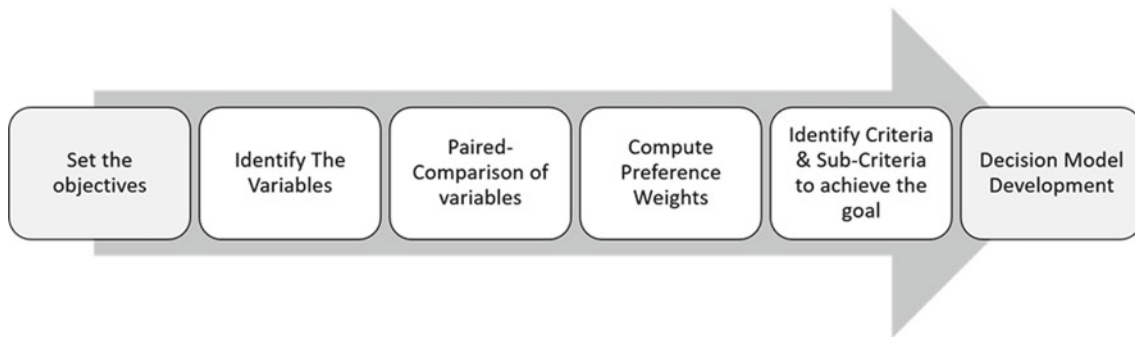 Set the
objectives
Identify The
Variables
Paired-
Comparison of
variables
Compute
Preference
Weights
Identify Criteria
& Sub-Criteria
to achieve the
goal
Decision Model
Development